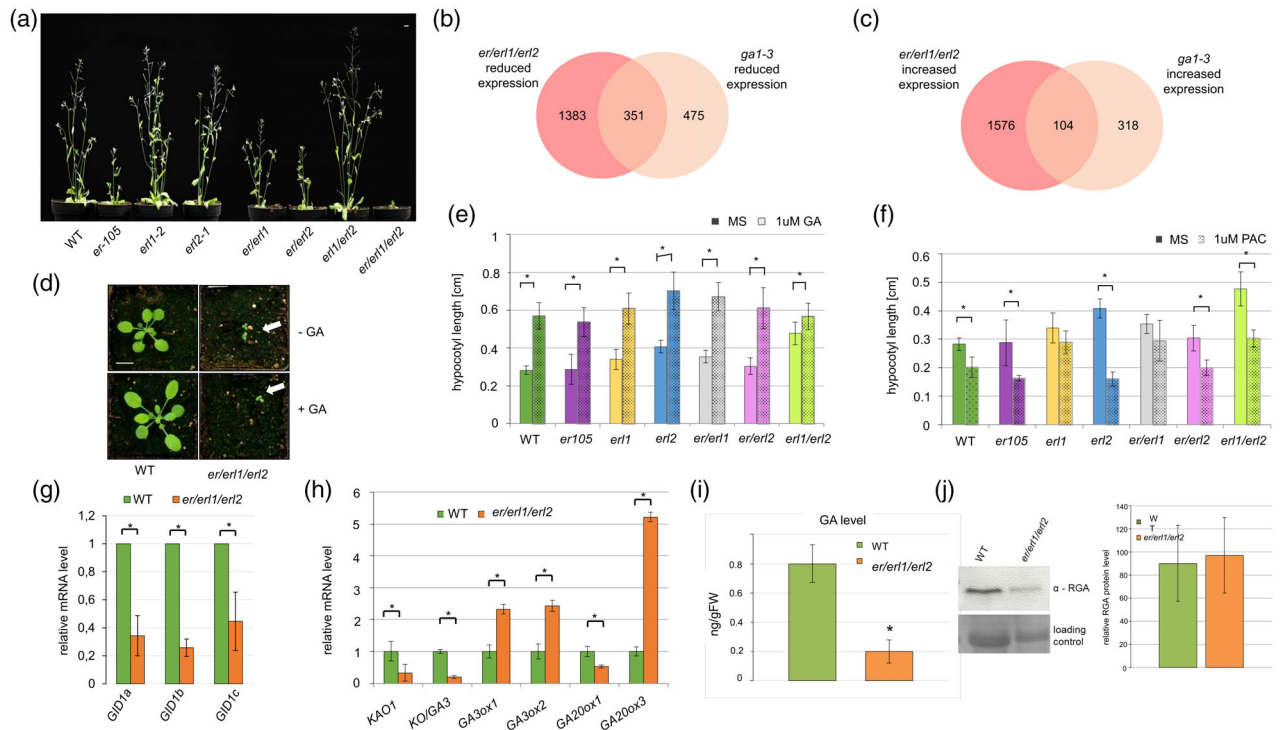 (a)
WT
er-105
erl1-2
erl2-1
er/erl1
er/erl2
erl1/erl2
er/erl1/erl2
(b)
er/erl1/erl2
reduced
expression
ga1-3
reduced
expression
1383
351
475
(c)
er/erl1/erl2
increased
expression
ga1-3
increased
expression
1576
104
318
(d)
- GA
+ GA
WT
er/erl1/erl2
(e)
MS
1uM GA
hypocotyl length [cm]
1
0.8
0.6
0.4
0.2
0
* * * * * * *
WT
er105
erl1
erl2
er/erl1
er/erl2
erl1/erl2
(f)
MS
1uM PAC
hypocotyl length [cm]
0.6
0.5
0.4
0.3
0.2
0.1
0
* * * * *
WT
er105
erl1
erl2
er/erl1
er/erl2
erl1/erl2
(g)
WT
er/erl1/erl2
relative mRNA level
1,2
1
0,8
0,6
0,4
0,2
0
* * *
GID1a
GID1b
GID1c
(h)
WT
er/erl1/erl2
relative mRNA level
6
5
4
3
2
1
0
* * * * * *
KAO1
KO/GA3
GA3ox1
GA3ox2
GA20ox1
GA20ox3
(i)
GA level
WT
er/erl1/erl2
ng/gFW
0.8
0.6
0.4
0.2
0
*
(j)
WT
er/erl1/erl2
α - RGA
loading
control
relative RGA protein level
140
120
100
80
60
40
20
0
W
T
er/erl1/erl2